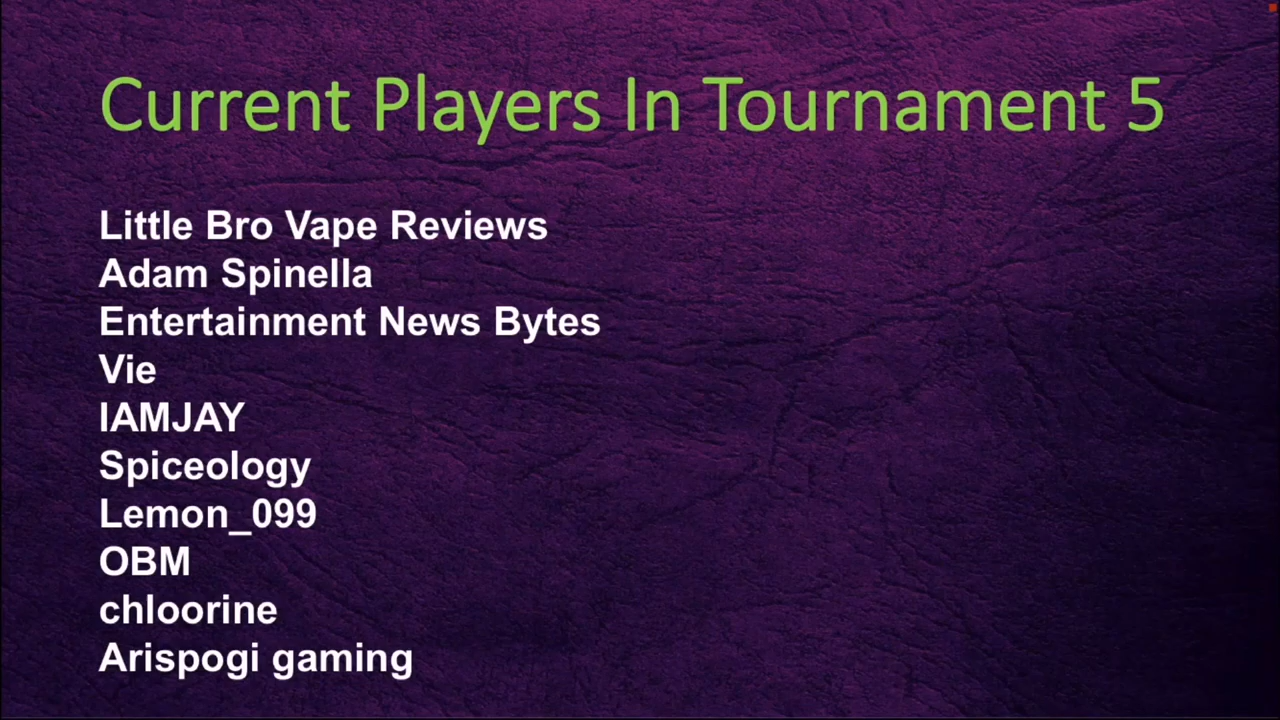 Current Players In Tournament 5
Little Bro Vape Reviews
Adam Spinella
Entertainment News Bytes
Vie
IAMJAY
Spiceology
Lemon_099
OBM
chloorine
Arispogi gaming